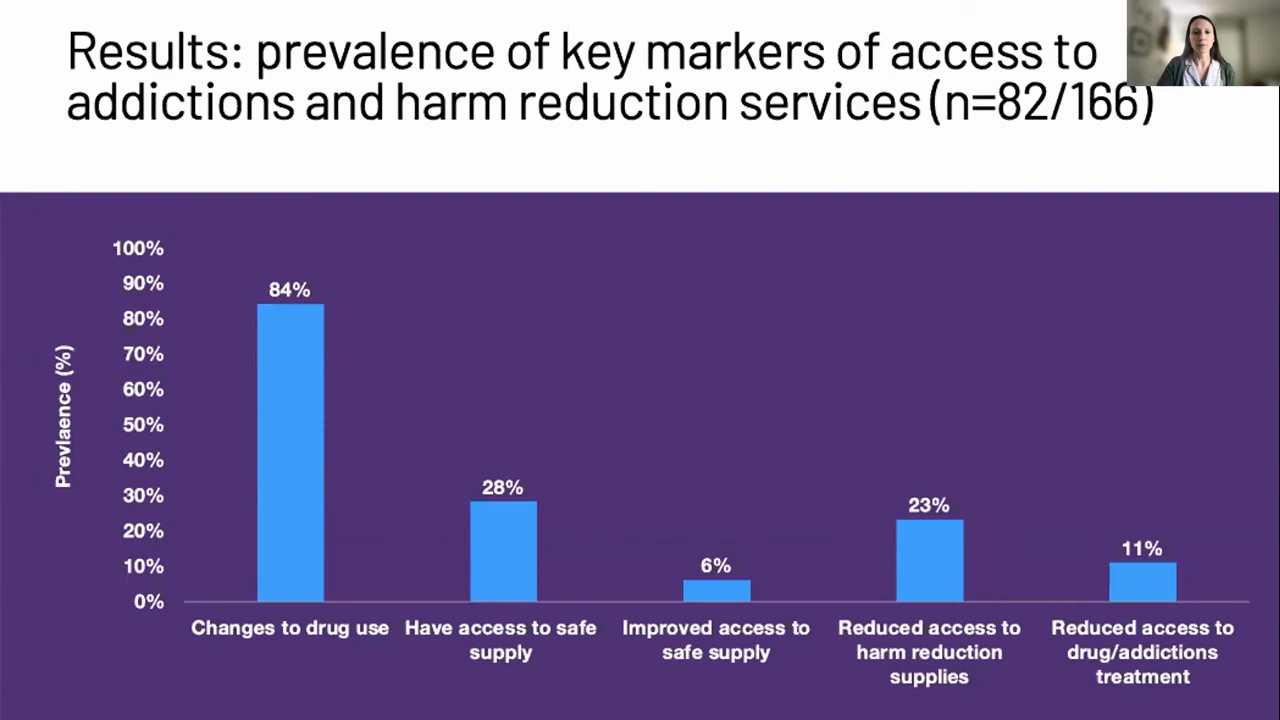 Results: prevalence of key markers of access to
addictions and harm reduction services (n=82/166)
100%
90%
80%
70%
60%
50%
40%
30%
20%
10%
0%
Prevlaence (%)
84%
28%
6%
23%
11%
Changes to drug use
Have access to safe
supply
Improved access to
safe supply
Reduced access to
harm reduction
supplies
Reduced access to
drug/addictions
treatment